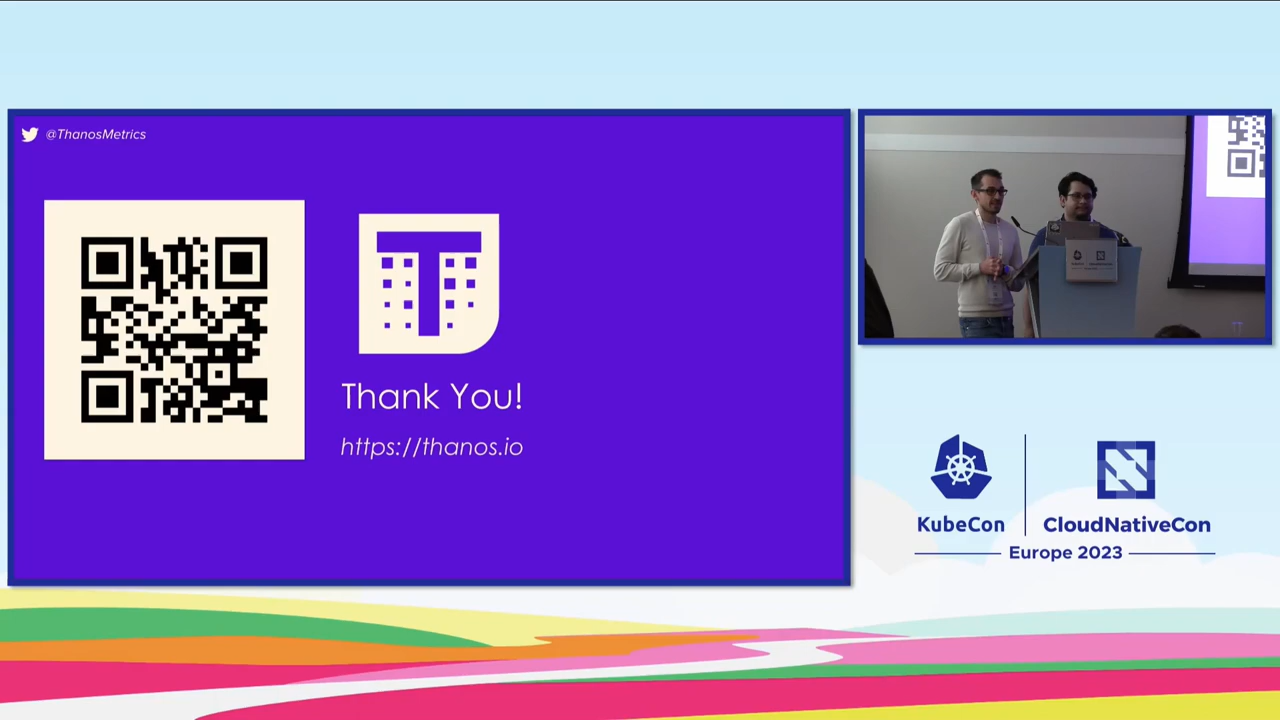 @ThanosMetrics
Thank You!
https://thanos.io
KubeCon
CloudNativeCon
Europe 2023